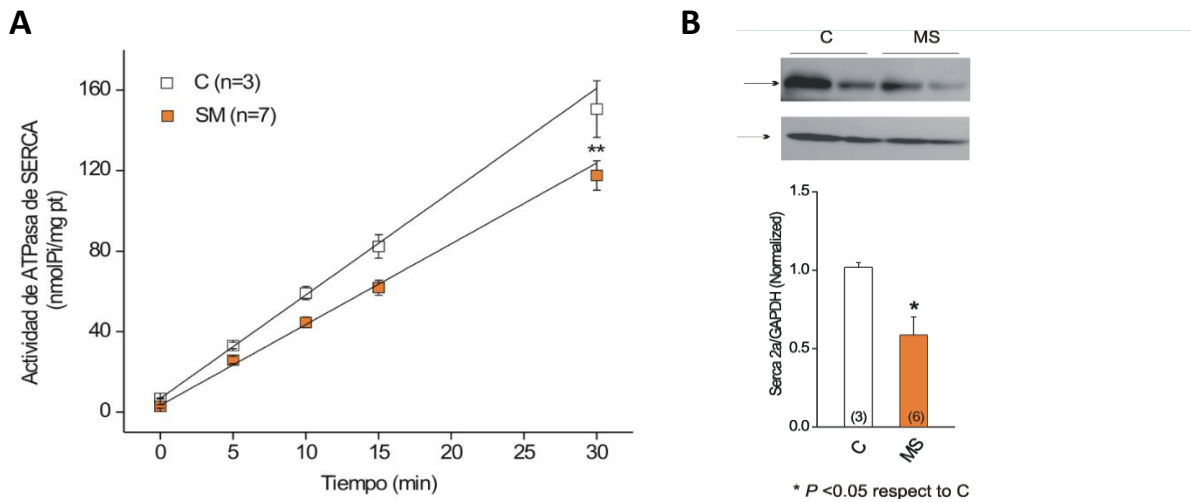 A
Actividad de ATPasa de SERCA
(nmolPi/mg pt)
160
120
80
40
0
C (n=3)
SM (n=7)
**
0 5 10 15 20 25 30
Tiempo (min)
B
C MS
Serca 2a/GAPDH (Normalized)
1.5
1.0
0.5
0.0
*
(3) (6)
C MS
* P <0.05 respect to C